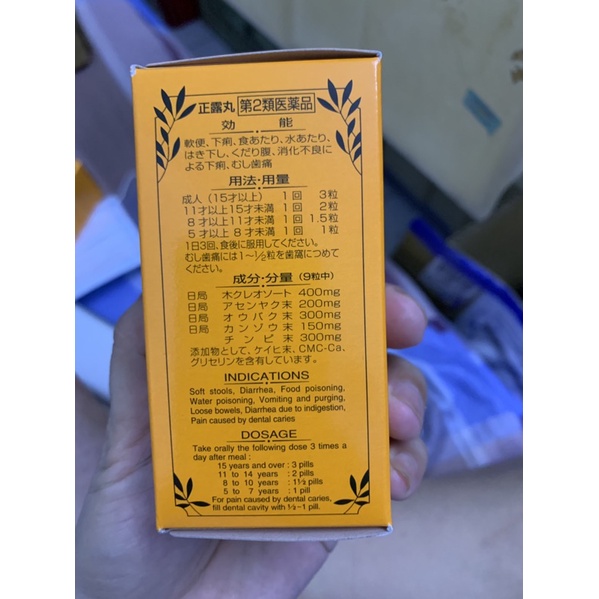 正露丸 第2類医薬品
効 能
軟便、下痢、食あたり、水あたり、
はき下し、くだり腹、消化不良に
よる下痢、むし歯痛
用法・用量
成人(15才以上) 1回 3粒
11才以上15才未満 1回 2粒
8才以上11才未満 1回 1.5粒
5才以上 8才未満 1回 1粒
1日3回、食後に服用してください。
むし歯痛には1～1/2粒を歯窩につめて
ください。
成分・分量 (9粒中)
日局 木クレオソート 400mg
日局 アセンヤク末 200mg
日局 オウバク末 300mg
日局 カンゾウ末 150mg
チンピ末 300mg
添加物として、ケイヒ末、CMC-Ca、
グリセリンを含有しています。
INDICATIONS
Soft stools, Diarrhea, Food poisoning,
Water poisoning, Vomiting and purging,
Loose bowels, Diarrhea due to indigestion,
Pain caused by dental caries
DOSAGE
Take orally the following dose 3 times a
day after meal :
15 years and over : 3 pills
11 to 14 years : 2 pills
8 to 10 years : 1½ pills
5 to 7 years : 1 pill
For pain caused by dental caries,
fill dental cavity with ½-1 pill.